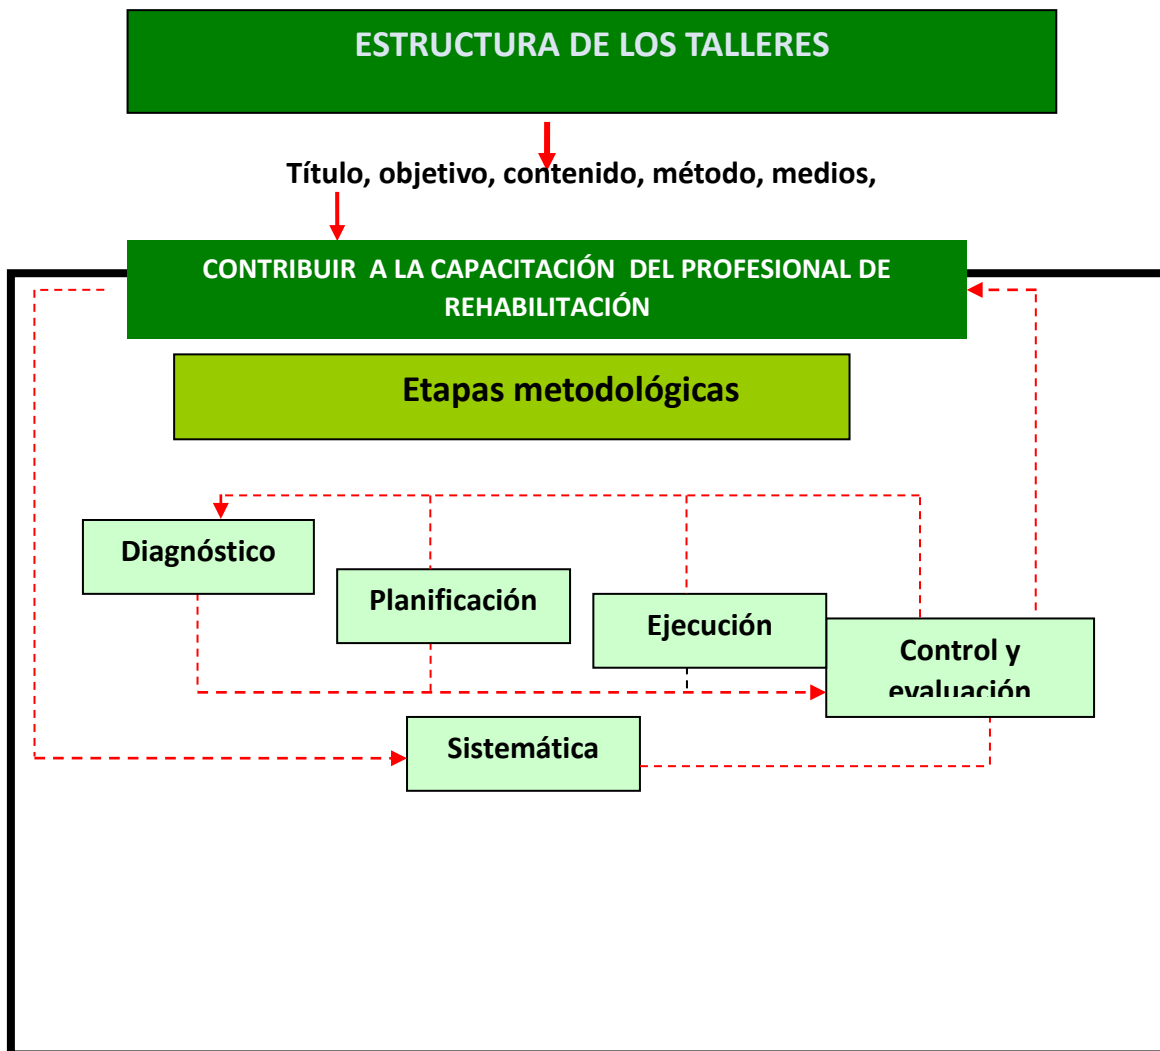 ESTRUCTURA DE LOS TALLERES
Título, objetivo, contenido, método, medios,
CONTRIBUIR A LA CAPACITACIÓN DEL PROFESIONAL DE
REHABILITACIÓN
Etapas metodológicas
Diagnóstico
Planificación
Ejecución
Control y
evaluación
Sistemática